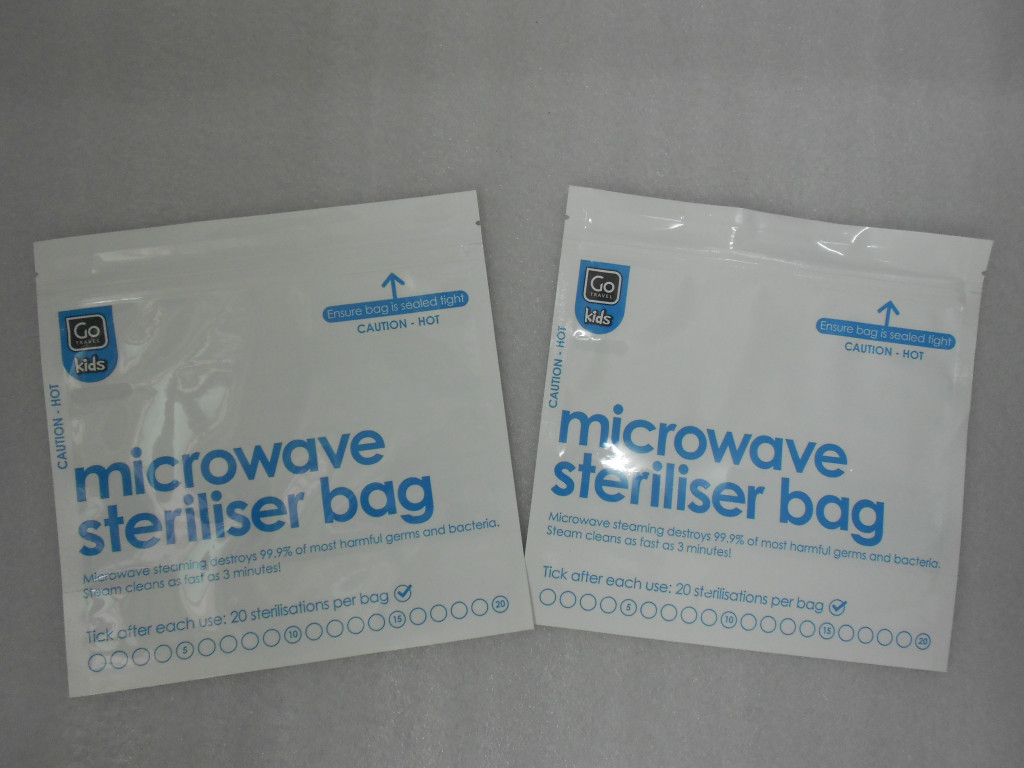 Go
TRAVEL
kids
Ensure bag is sealed tight
CAUTION - HOT
CAUTION - HOT
microwave
steriliser bag
Microwave steaming destroys 99.9% of most harmful germs and bacteria.
Steam cleans as fast as 3 minutes!
Tick after each use: 20 sterilisations per bag
5 10 15 20
Go
TRAVEL
kids
Ensure bag is sealed tight
CAUTION - HOT
CAUTION - HOT
microwave
steriliser bag
Microwave steaming destroys 99.9% of most harmful germs and bacteria.
Steam cleans as fast as 3 minutes!
Tick after each use: 20 sterilisations per bag
5 10 15 20